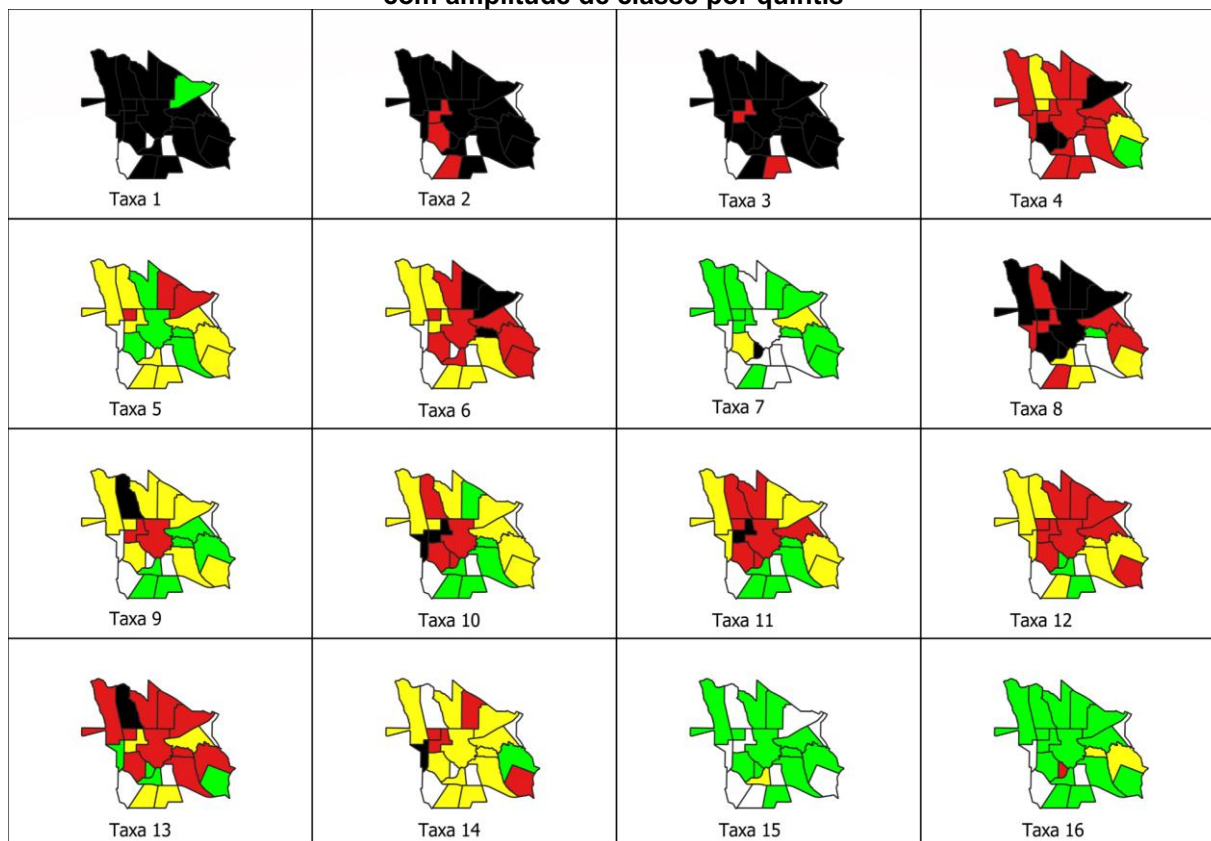 com amplitude de classe por quintis
Taxa 1
Taxa 2
Taxa 3
Taxa 4
Taxa 5
Taxa 6
Taxa 7
Taxa 8
Taxa 9
Taxa 10
Taxa 11
Taxa 12
Taxa 13
Taxa 14
Taxa 15
Taxa 16